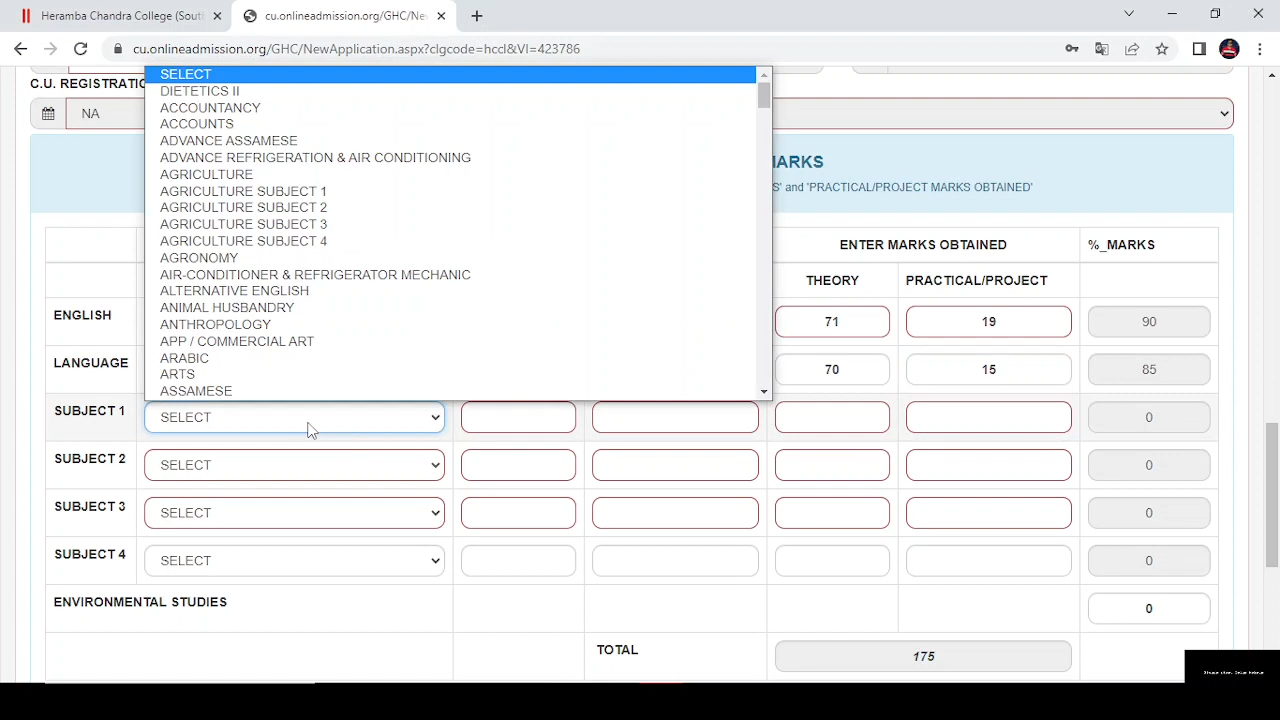 Heramba Chandra College (Sout
cu.onlineadmission.org/GHC/Ne
cu.onlineadmission.org/GHC/NewApplication.aspx?clgcode=hccl&VI=423786
C.U. REGISTRATIO
NA
SELECT
DIETETICS II
ACCOUNTANCY
ACCOUNTS
ADVANCE ASSAMESE
ADVANCE REFRIGERATION & AIR CONDITIONING
AGRICULTURE
AGRICULTURE SUBJECT 1
AGRICULTURE SUBJECT 2
AGRICULTURE SUBJECT 3
AGRICULTURE SUBJECT 4
AGRONOMY
AIR-CONDITIONER & REFRIGERATOR MECHANIC
ALTERNATIVE ENGLISH
ANIMAL HUSBANDRY
ANTHROPOLOGY
APP / COMMERCIAL ART
ARABIC
ARTS
ASSAMESE
MARKS
S' and 'PRACTICAL/PROJECT MARKS OBTAINED'
ENTER MARKS OBTAINED %_MARKS
THEORY PRACTICAL/PROJECT
ENGLISH 71 19 90
LANGUAGE 70 15 85
SUBJECT 1 SELECT 0
SUBJECT 2 SELECT 0
SUBJECT 3 SELECT 0
SUBJECT 4 SELECT 0
ENVIRONMENTAL STUDIES 0
TOTAL 175